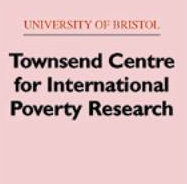 UNIVERSITY OF BRISTOL
Townsend Centre
for International
Poverty Research